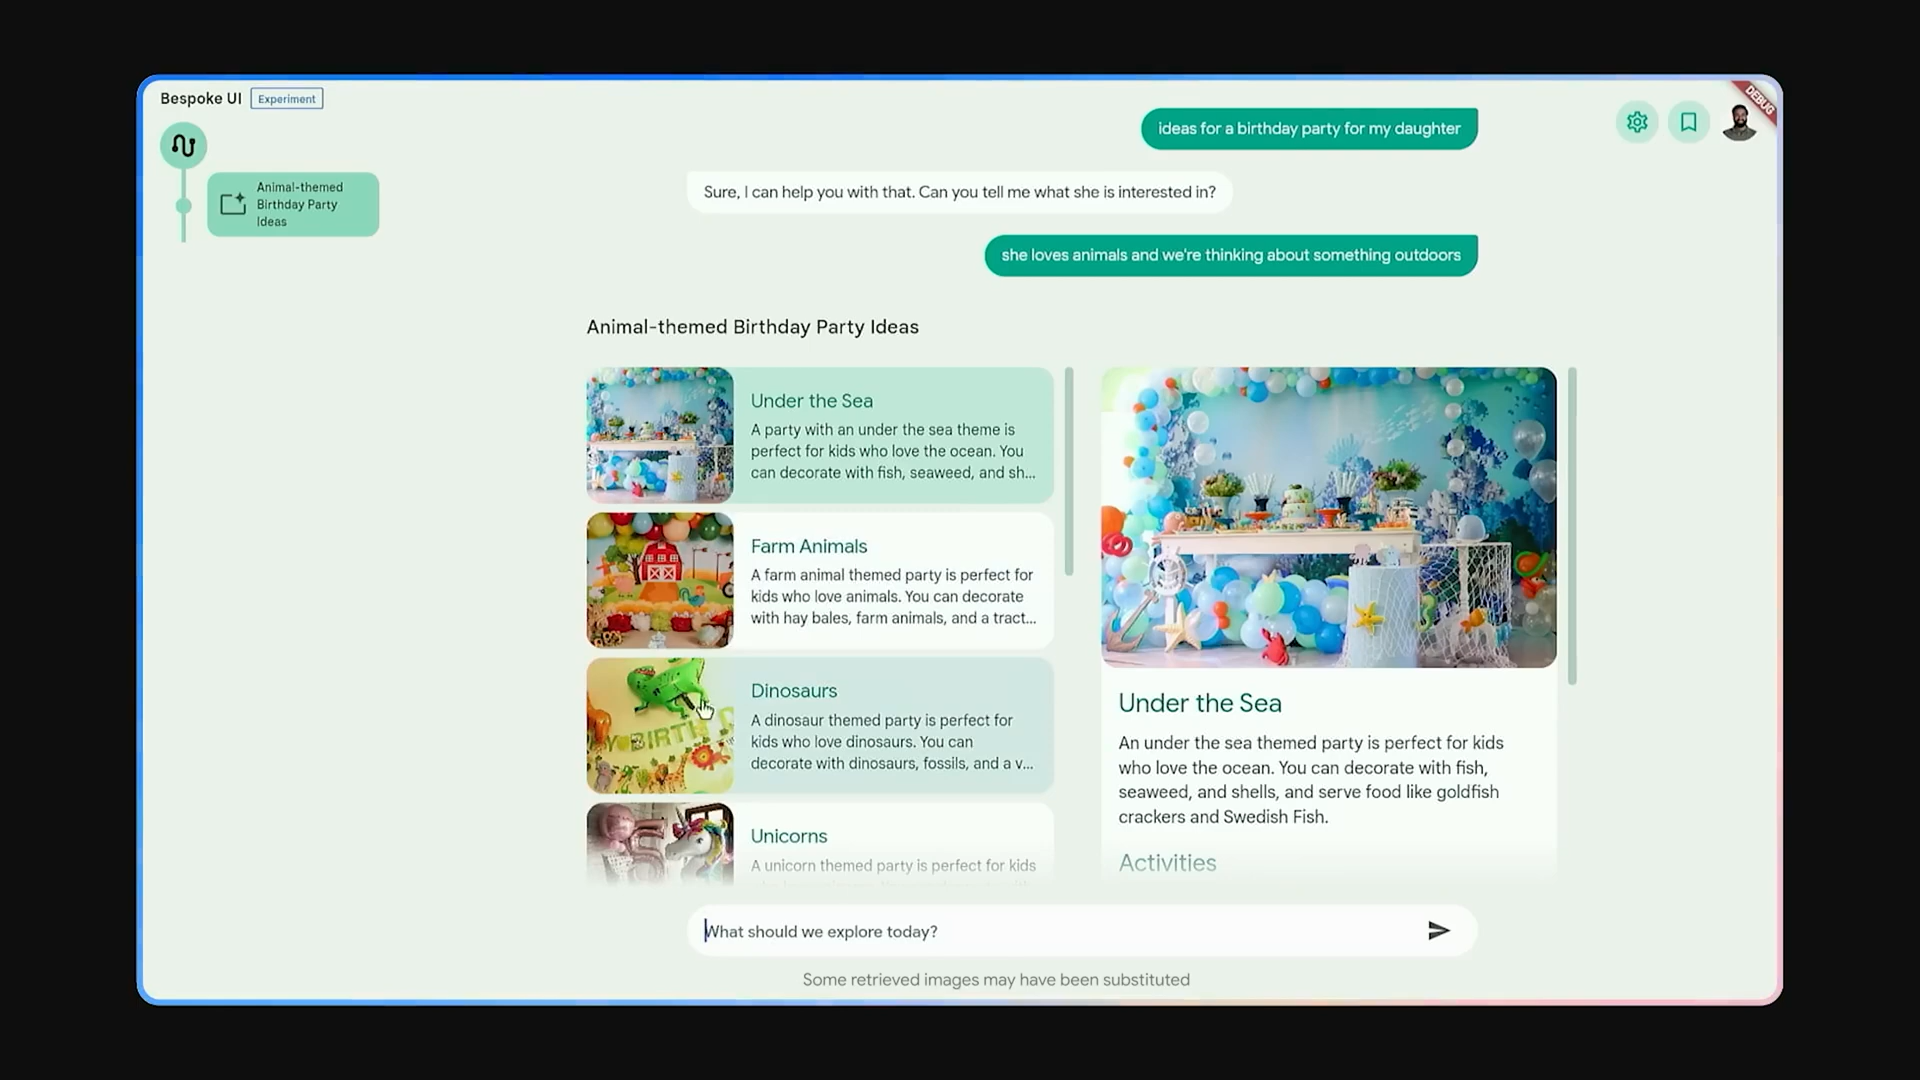 Bespoke UI
Experiment
DEBUG
ideas for a birthday party for my daughter
Animal-themed
Birthday Party
Ideas
Sure, I can help you with that. Can you tell me what she is interested in?
she loves animals and we're thinking about something outdoors
Animal-themed Birthday Party Ideas
Under the Sea
A party with an under the sea theme is
perfect for kids who love the ocean. You
can decorate with fish, seaweed, and sh...
Farm Animals
A farm animal themed party is perfect for
kids who love animals. You can decorate
with hay bales, farm animals, and a tract...
Dinosaurs
A dinosaur themed party is perfect for
kids who love dinosaurs. You can
decorate with dinosaurs, fossils, and a v...
Unicorns
A unicorn themed party is perfect for kids
Under the Sea
An under the sea themed party is perfect for kids
who love the ocean. You can decorate with fish,
seaweed, and shells, and serve food like goldfish
crackers and Swedish Fish.
Activities
What should we explore today?
Some retrieved images may have been substituted